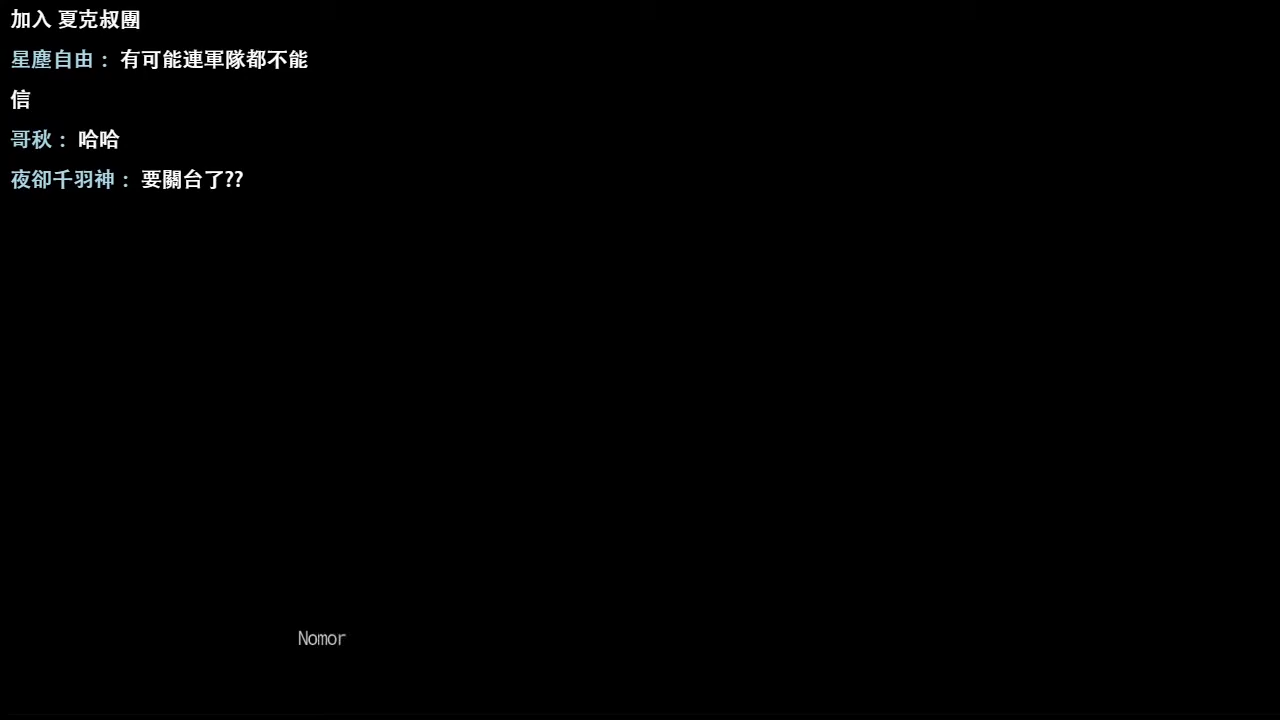 加入 夏克叔團
星塵自由： 有可能連軍隊都不能
信
哥秋： 哈哈
夜卻千羽神： 要關台了??
Nomor